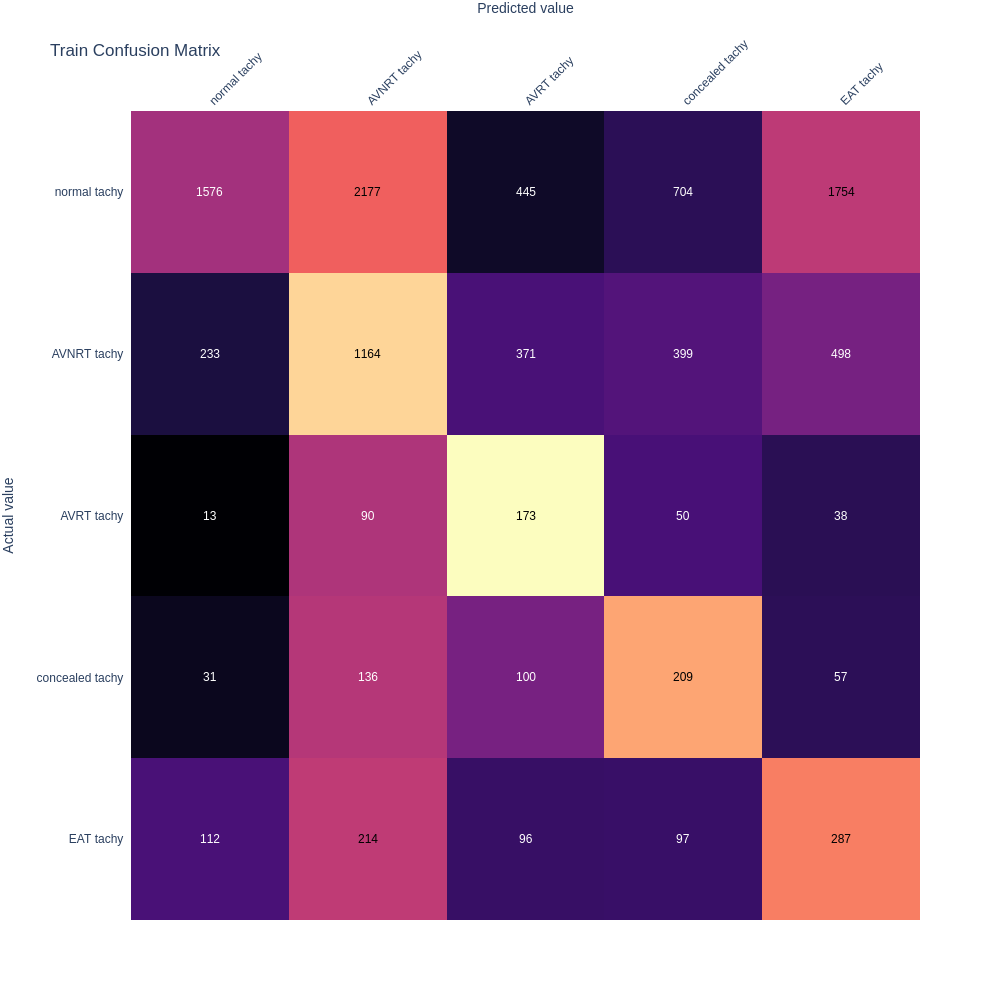 Predicted value
Train Confusion Matrix
normal tachy
AVNRT tachy
AVRT tachy
concealed tachy
EAT tachy
Actual value
normal tachy 1576 2177 445 704 1754
AVNRT tachy 233 1164 371 399 498
AVRT tachy 13 90 173 50 38
concealed tachy 31 136 100 209 57
EAT tachy 112 214 96 97 287